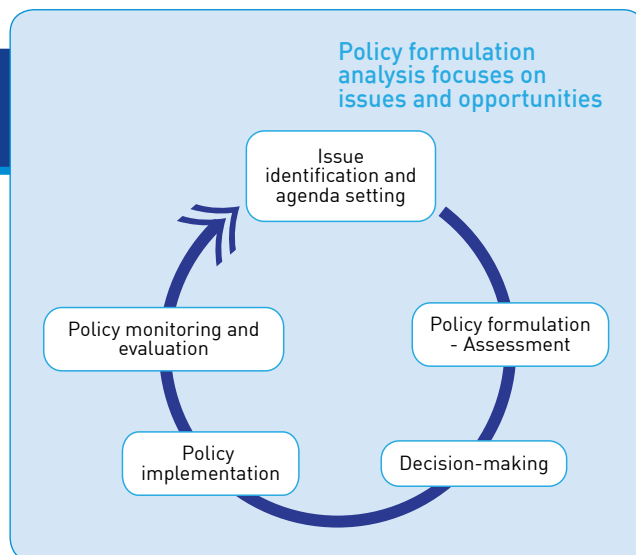 Policy formulation
analysis focuses on
issues and opportunities
Issue
identification and
agenda setting
Policy formulation
- Assessment
Decision-making
Policy
implementation
Policy monitoring and
evaluation